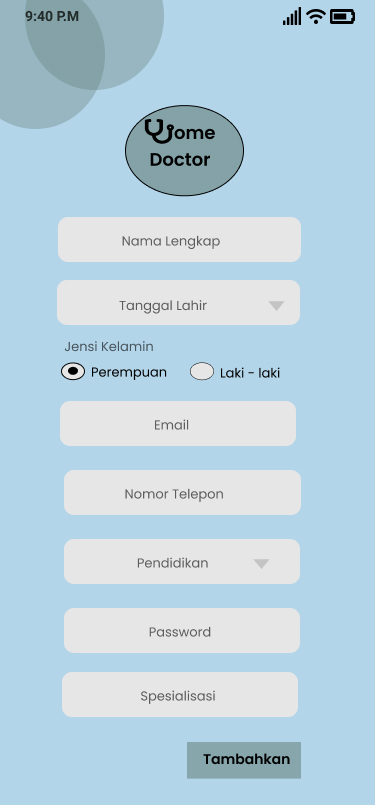 9:40 P.M
ome
Doctor
Nama Lengkap
Tanggal Lahir
Jensi Kelamin
Perempuan Laki - laki
Email
Nomor Telepon
Pendidikan
Password
Spesialisasi
Tambahkan